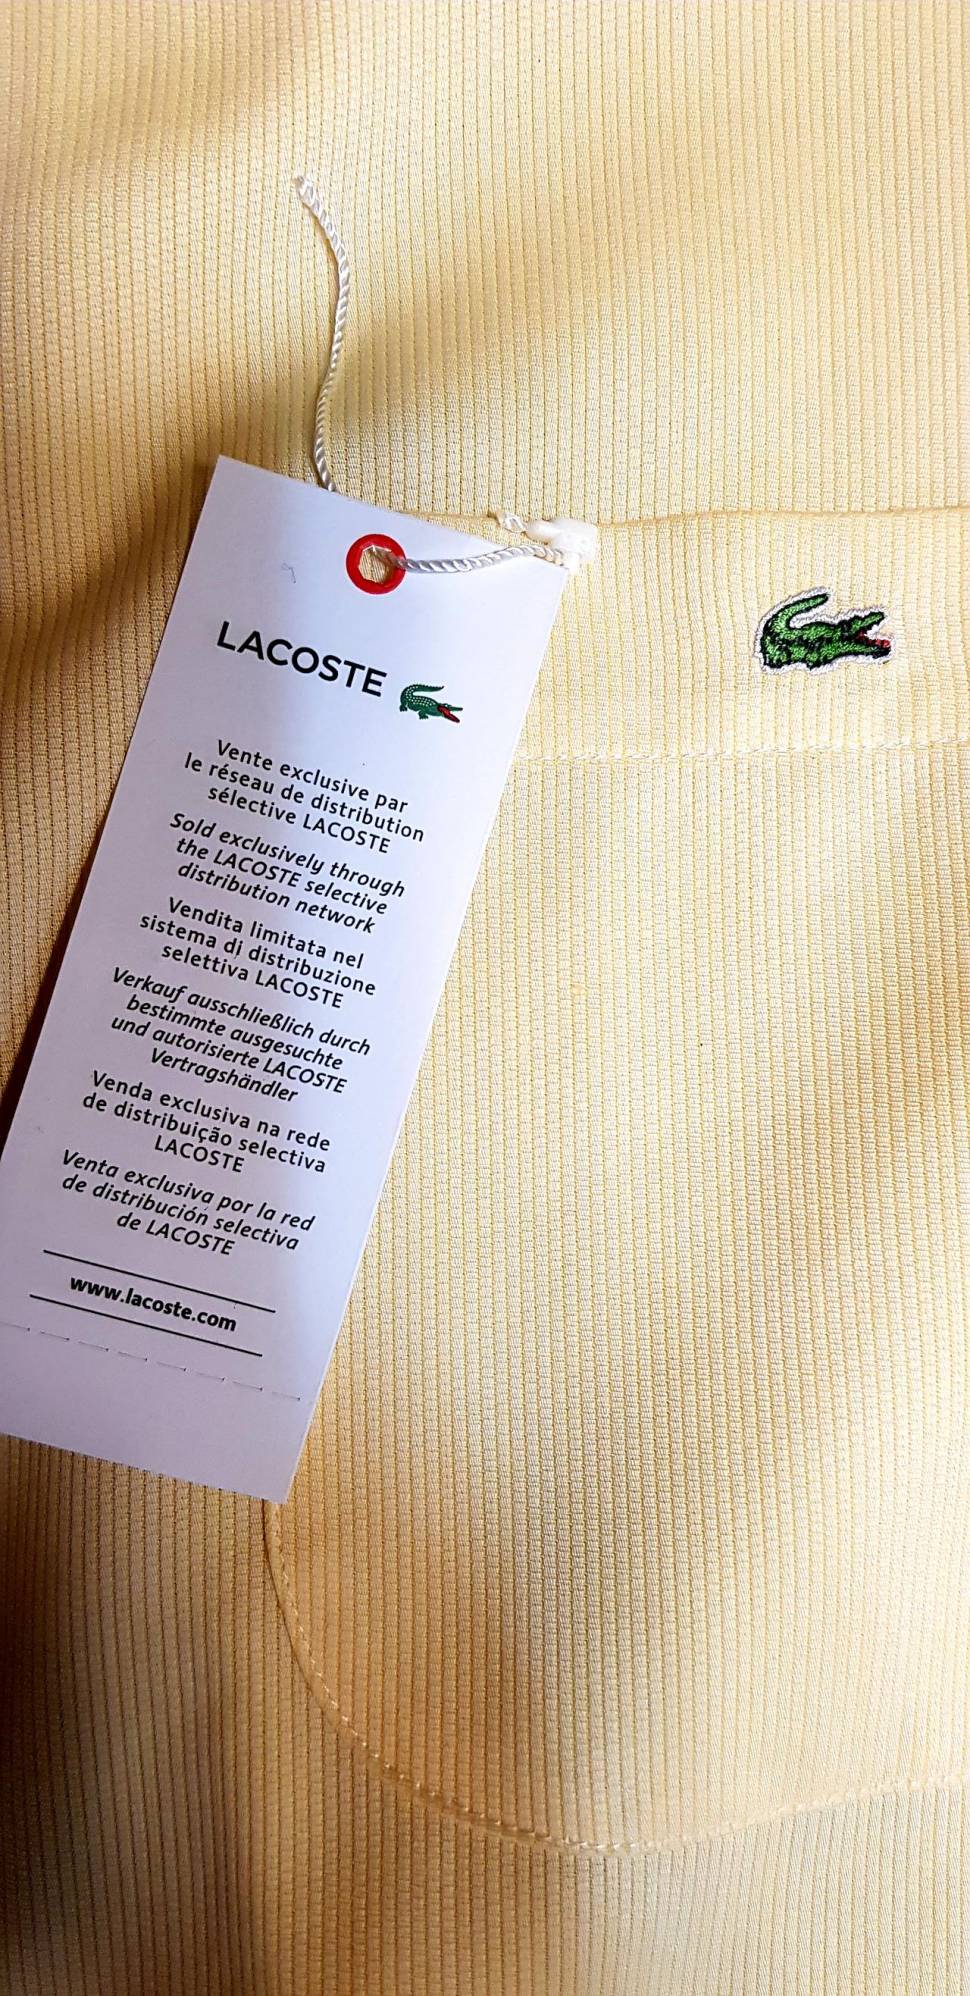 LACOSTE
Vente exclusive par
le réseau de distribution
sélective LACOSTE
Sold exclusively through
the LACOSTE selective
distribution network
Vendita limitata nel
sistema di distribuzione
selettiva LACOSTE
Verkauf ausschließlich durch
bestimmte ausgesuchte
und autorisierte LACOSTE
Vertragshändler
Venda exclusiva na rede
de distribuição selectiva
LACOSTE
Venta exclusiva por la red
de distribución selectiva
de LACOSTE
www.lacoste.com